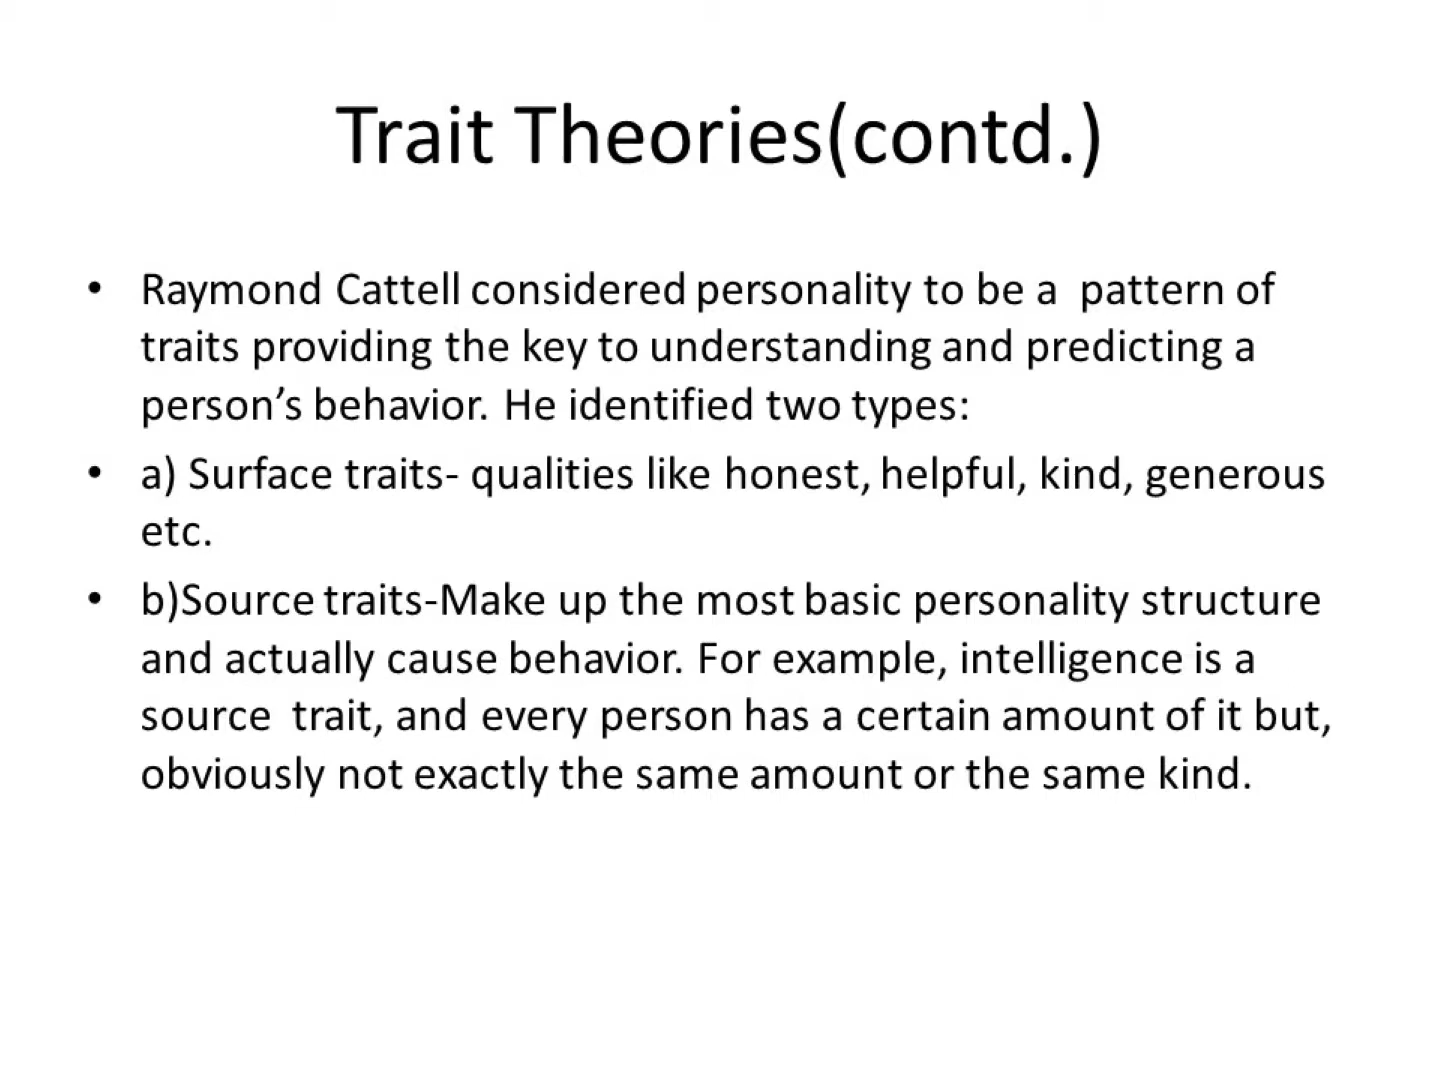 Trait Theories(contd.)
• Raymond Cattell considered personality to be a pattern of
traits providing the key to understanding and predicting a
person’s behavior. He identified two types:
• a) Surface traits- qualities like honest, helpful, kind, generous
etc.
• b)Source traits-Make up the most basic personality structure
and actually cause behavior. For example, intelligence is a
source trait, and every person has a certain amount of it but,
obviously not exactly the same amount or the same kind.